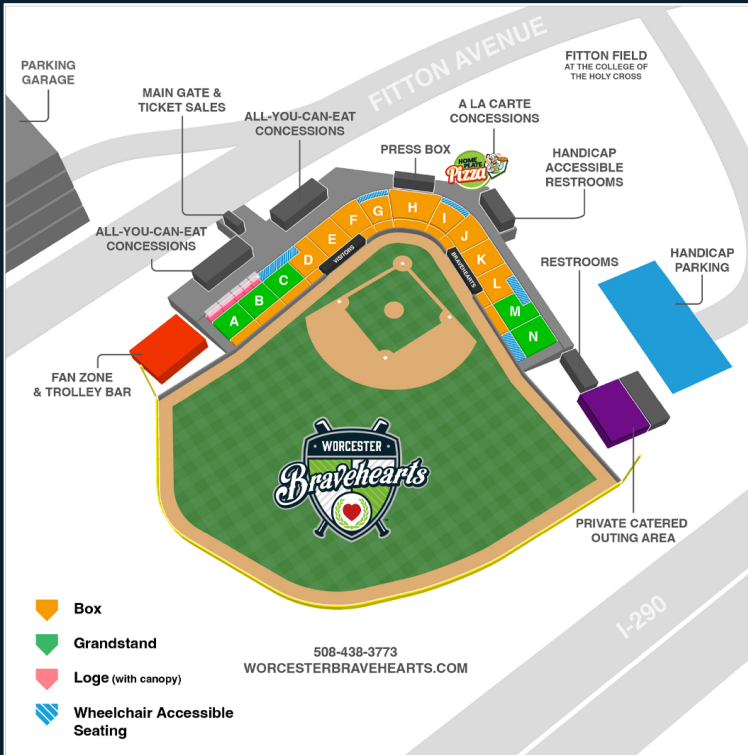 FITTON AVENUE
FITTON FIELD
AT THE COLLEGE OF
THE HOLY CROSS
PARKING
GARAGE
MAIN GATE &
TICKET SALES
ALL-YOU-CAN-EAT
CONCESSIONS
A LA CARTE
CONCESSIONS
PRESS BOX
HOME
PLATE
Pizza
HANDICAP
ACCESSIBLE
RESTROOMS
ALL-YOU-CAN-EAT
CONCESSIONS
RESTROOMS
HANDICAP
PARKING
A
B
C
D
E
F
G
H
I
J
K
L
M
N
VISITORS
BRAVEHEARTS
FAN ZONE
& TROLLEY BAR
WORCESTER
Bravehearts
PRIVATE CATERED
OUTING AREA
I-290
Box
Grandstand
Loge (with canopy)
Wheelchair Accessible
Seating
508-438-3773
WORCESTERBRAVEHEARTS.COM